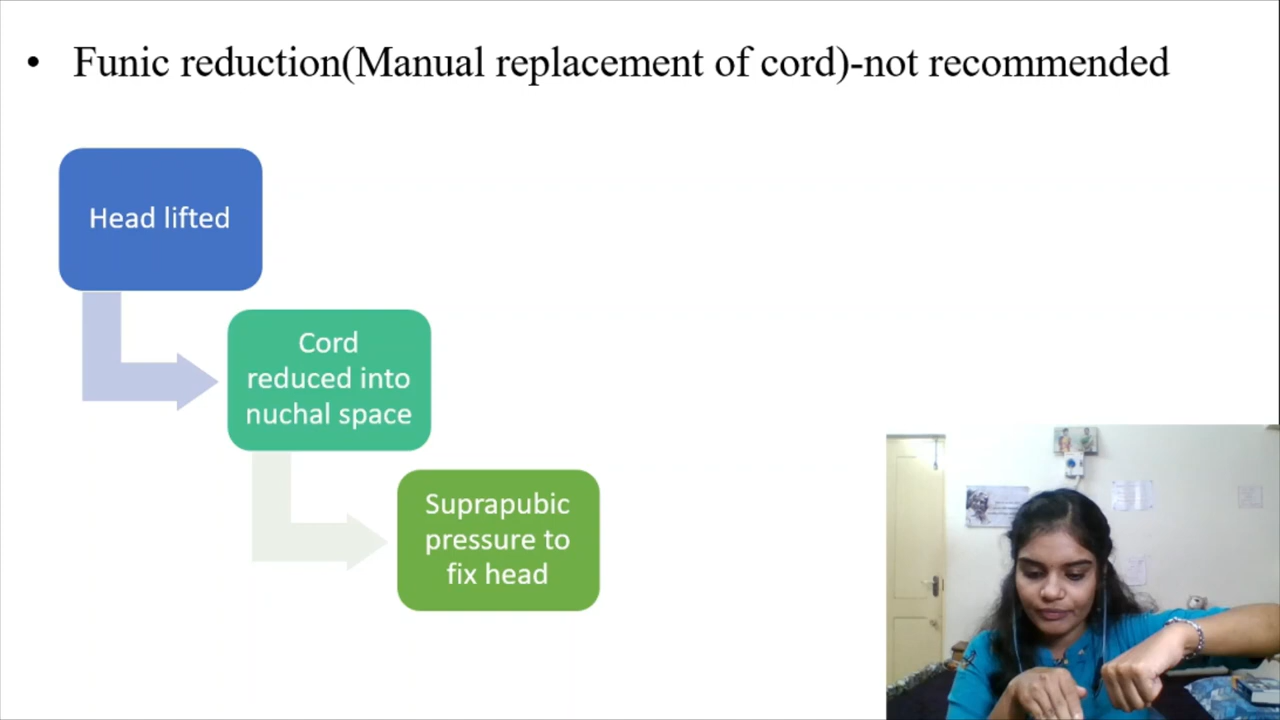 • Funic reduction(Manual replacement of cord)-not recommended
Head lifted
Cord
reduced into
nuchal space
Suprapubic
pressure to
fix head